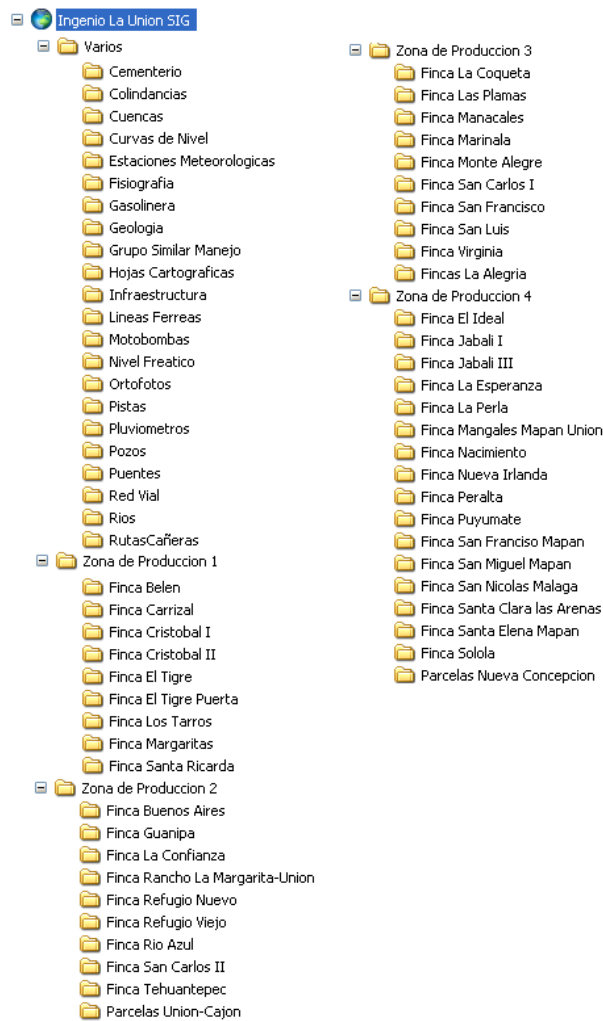 Ingenio La Union SIG
Varios
Cementerio
Colindancias
Cuencas
Curvas de Nivel
Estaciones Meteorologicas
Fisiografia
Gasolinera
Geologia
Grupo Similar Manejo
Hojas Cartograficas
Infraestructura
Lineas Ferreas
Motobombas
Nivel Freatico
Ortofotos
Pistas
Pluviometros
Pozos
Puentes
Red Vial
Rios
RutasCañeras
Zona de Produccion 1
Finca Belen
Finca Carrizal
Finca Cristobal I
Finca Cristobal II
Finca El Tigre
Finca El Tigre Puerta
Finca Los Tarros
Finca Margaritas
Finca Santa Ricarda
Zona de Produccion 2
Finca Buenos Aires
Finca Guanipa
Finca La Confianza
Finca Rancho La Margarita-Union
Finca Refugio Nuevo
Finca Refugio Viejo
Finca Rio Azul
Finca San Carlos II
Finca Tehuantepec
Parcelas Union-Cajon
Zona de Produccion 3
Finca La Coqueta
Finca Las Plamas
Finca Manacales
Finca Marinala
Finca Monte Alegre
Finca San Carlos I
Finca San Francisco
Finca San Luis
Finca Virginia
Fincas La Alegria
Zona de Produccion 4
Finca El Ideal
Finca Jabali I
Finca Jabali III
Finca La Esperanza
Finca La Perla
Finca Mangales Mapan Union
Finca Nacimiento
Finca Nueva Irlanda
Finca Peralta
Finca Puyumate
Finca San Franciso Mapan
Finca San Miguel Mapan
Finca San Nicolas Malaga
Finca Santa Clara las Arenas
Finca Santa Elena Mapan
Finca Solola
Parcelas Nueva Concepcion